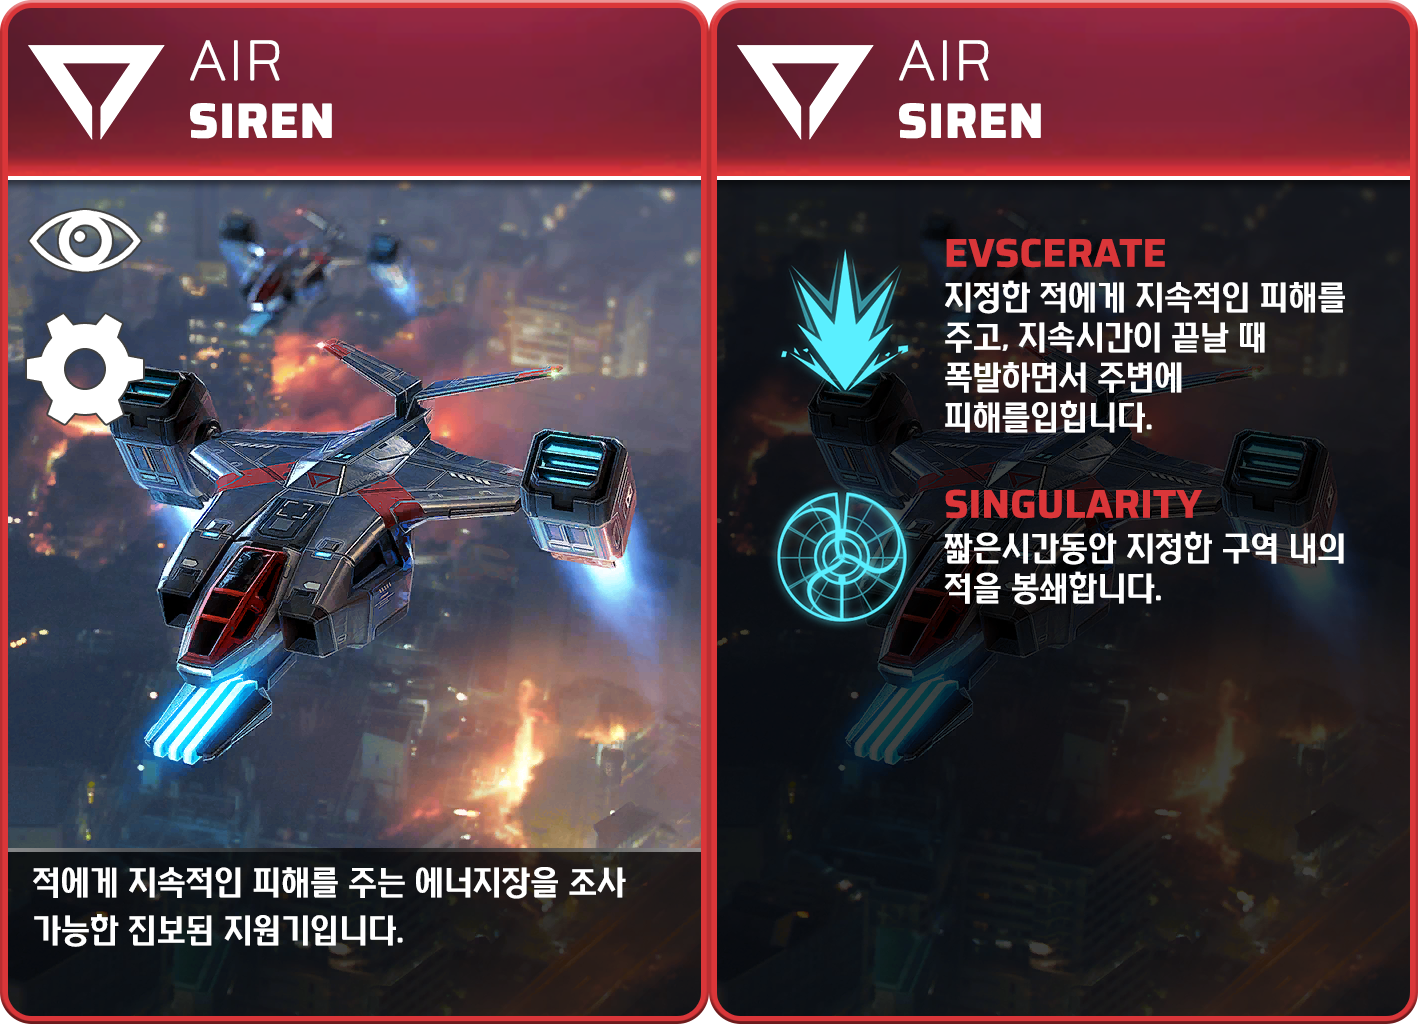 AIR
SIREN
적에게 지속적인 피해를 주는 에너지장을 조사
가능한 진보된 지원기입니다.
AIR
SIREN
EVSCERATE
지정한 적에게 지속적인 피해를
주고, 지속시간이 끝날 때
폭발하면서 주변에
피해를입힙니다.
SINGULARITY
짧은시간동안 지정한 구역 내의
적을 봉쇄합니다.